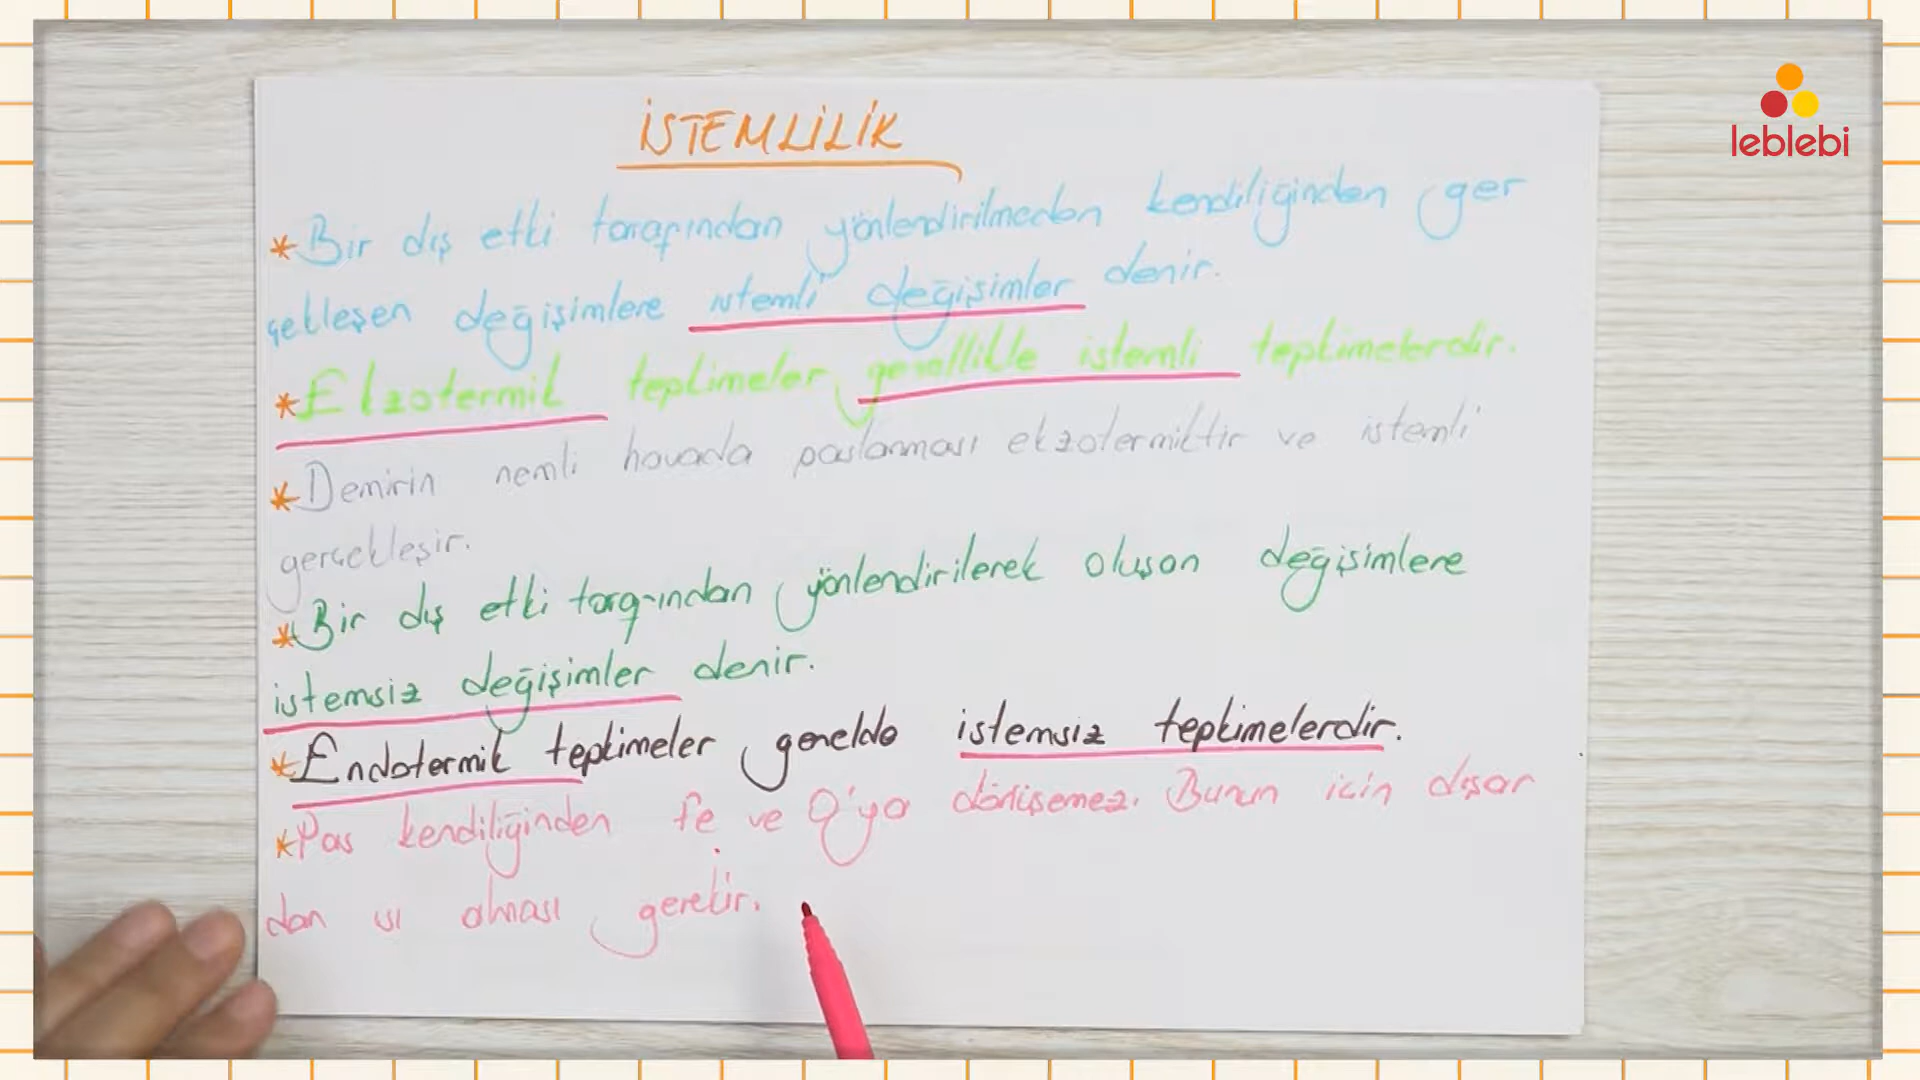 İSTEMLİLİK
leblebi
* Bir dış etki tarafından yönlendirilmeden kendiliğinden ger
çekleşen değişimlere istemli değişimler denir.
* Ekzotermik tepkimeler genellikle istemli tepkimelerdir.
* Demirin nemli havada paslanması ekzotermiktir ve istemli
gerçekleşir.
* Bir dış etki tarafından yönlendirilerek oluşan değişimlere
istemsiz değişimler denir.
* Endotermik tepkimeler genelde istemsiz tepkimelerdir.
* Pas kendiliğinden Fe ve O'ya dönüşemez. Bunun için dışar
dan ısı alması gerekir.